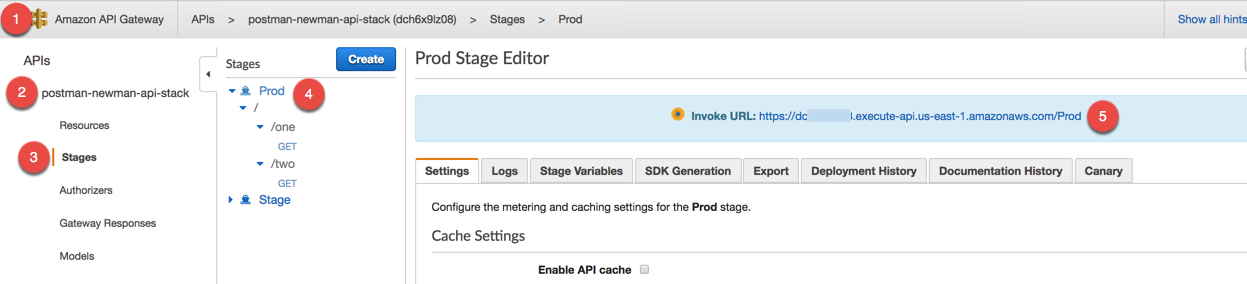 1 Amazon API Gateway APIs > postman-newman-api-stack (dch6x9lz08) > Stages > Prod Show all hints
APIs
2 postman-newman-api-stack
Resources
3 Stages
Authorizers
Gateway Responses
Models
Stages Create
Prod 4
/
/one
GET
/two
GET
Stage
Prod Stage Editor
Invoke URL: https://dc .execute-api.us-east-1.amazonaws.com/Prod 5
Settings Logs Stage Variables SDK Generation Export Deployment History Documentation History Canary
Configure the metering and caching settings for the Prod stage.
Cache Settings
Enable API cache